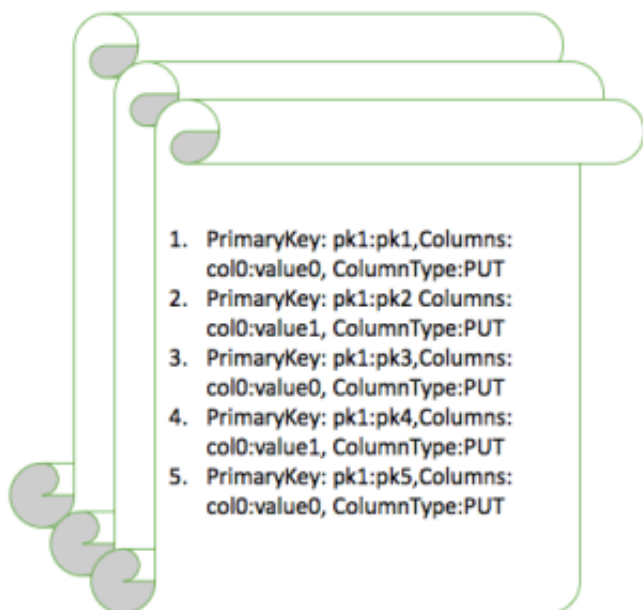 1. PrimaryKey: pk1:pk1,Columns:
col0:value0, ColumnType:PUT
2. PrimaryKey: pk1:pk2 Columns:
col0:value1, ColumnType:PUT
3. PrimaryKey: pk1:pk3,Columns:
col0:value0, ColumnType:PUT
4. PrimaryKey: pk1:pk4,Columns:
col0:value1, ColumnType:PUT
5. PrimaryKey: pk1:pk5,Columns:
col0:value0, ColumnType:PUT